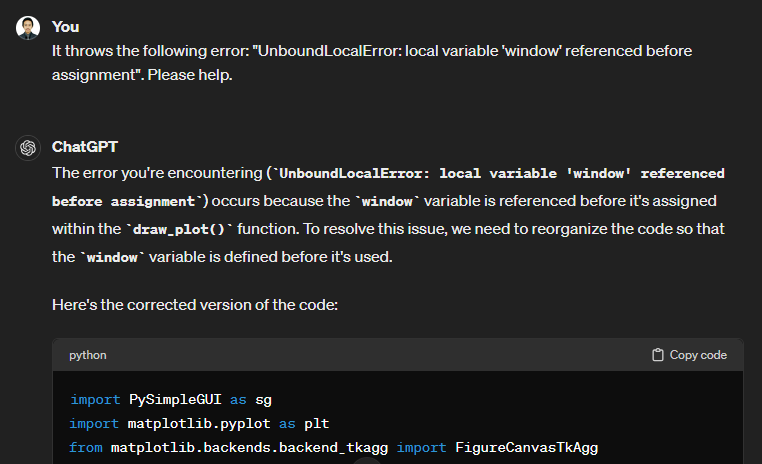 You
It throws the following error: "UnboundLocalError: local variable 'window' referenced before
assignment". Please help.
ChatGPT
The error you're encountering (`UnboundLocalError: local variable 'window' referenced
before assignment`) occurs because the `window` variable is referenced before it's assigned
within the `draw_plot()` function. To resolve this issue, we need to reorganize the code so that
the `window` variable is defined before it's used.
Here's the corrected version of the code:
python Copy code
import PySimpleGUI as sg
import matplotlib.pyplot as plt
from matplotlib.backends.backend_tkagg import FigureCanvasTkAgg